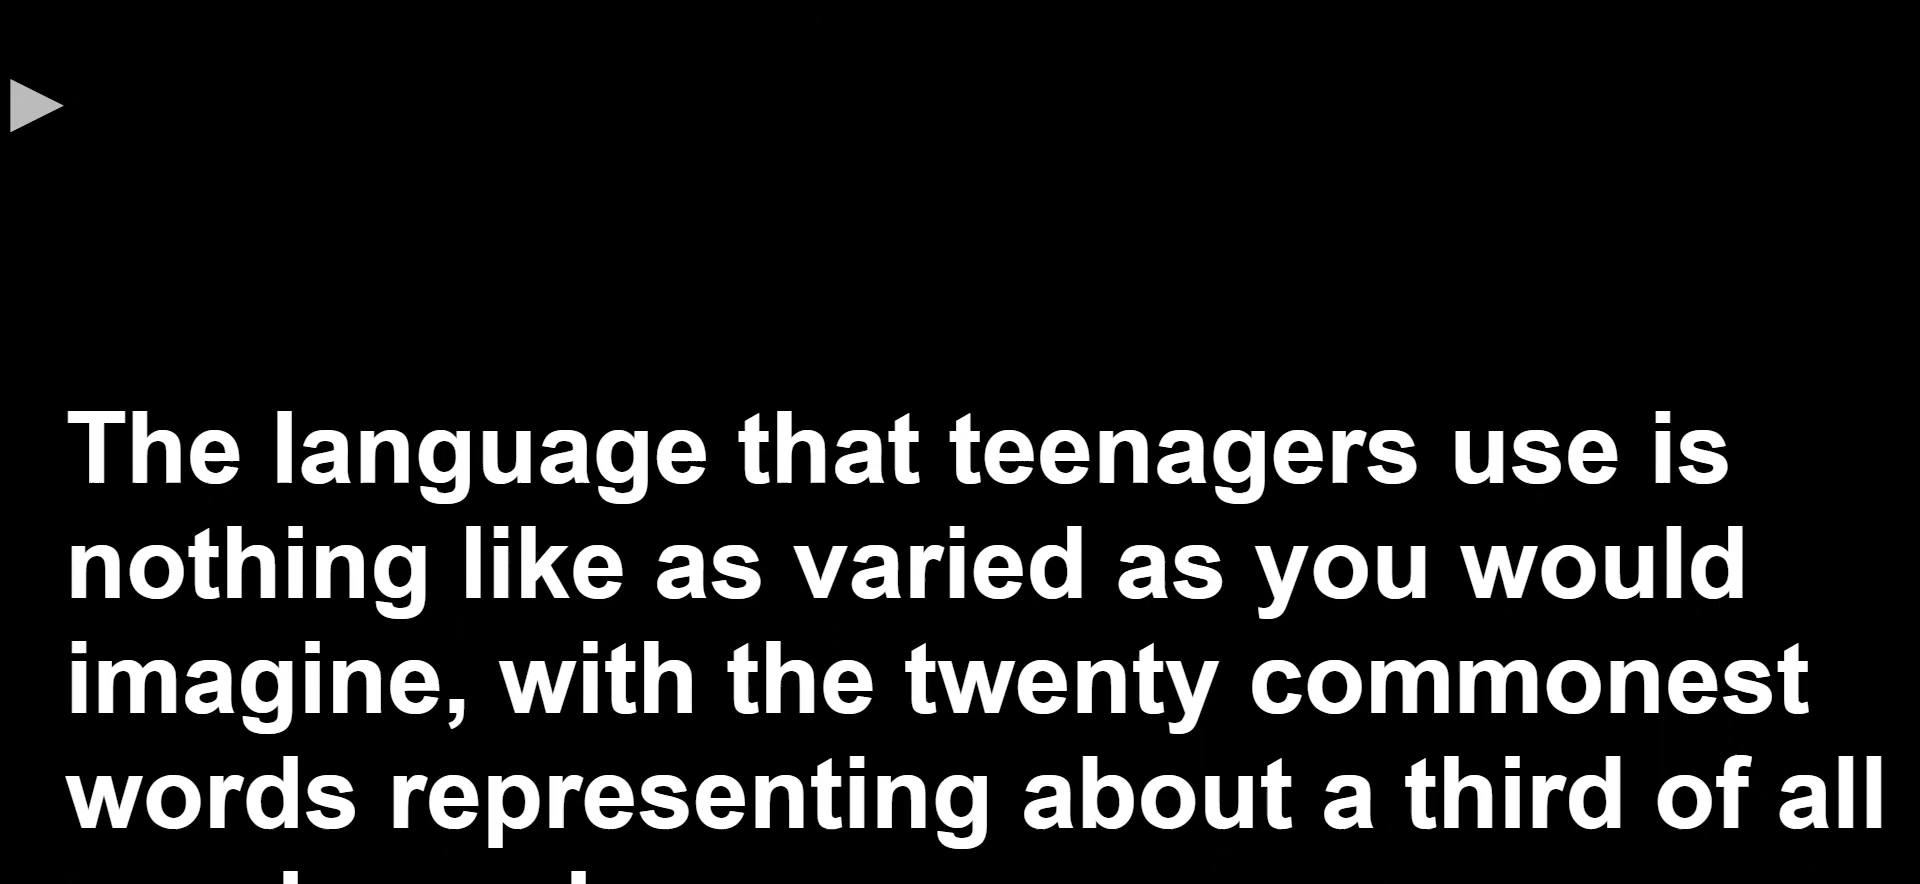 The language that teenagers use is
nothing like as varied as you would
imagine, with the twenty commonest
words representing about a third of all